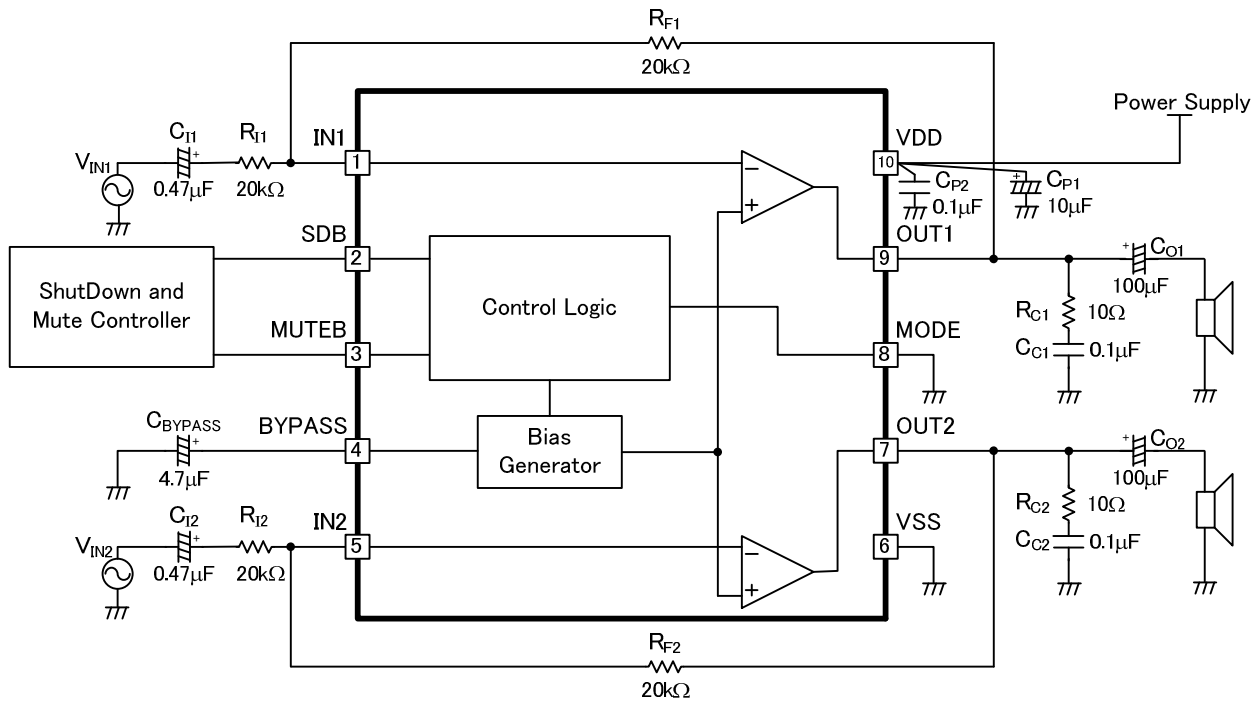 RF1
20kΩ
Power Supply
CI1
RI1
IN1
VDD
VIN1
1
10
−
+
0.47μF
20kΩ
CP2
0.1μF
CP1
10μF
+
SDB
2
+
OUT1
9
+
CO1
100μF
ShutDown and
Mute Controller
Control Logic
MUTEB
3
MODE
8
RC1
10Ω
CC1
0.1μF
CBYPASS
+
4.7μF
BYPASS
4
Bias
Generator
OUT2
7
+
CO2
100μF
CI2
RI2
IN2
VSS
VIN2
5
6
−
+
0.47μF
20kΩ
+
RC2
10Ω
CC2
0.1μF
RF2
20kΩ